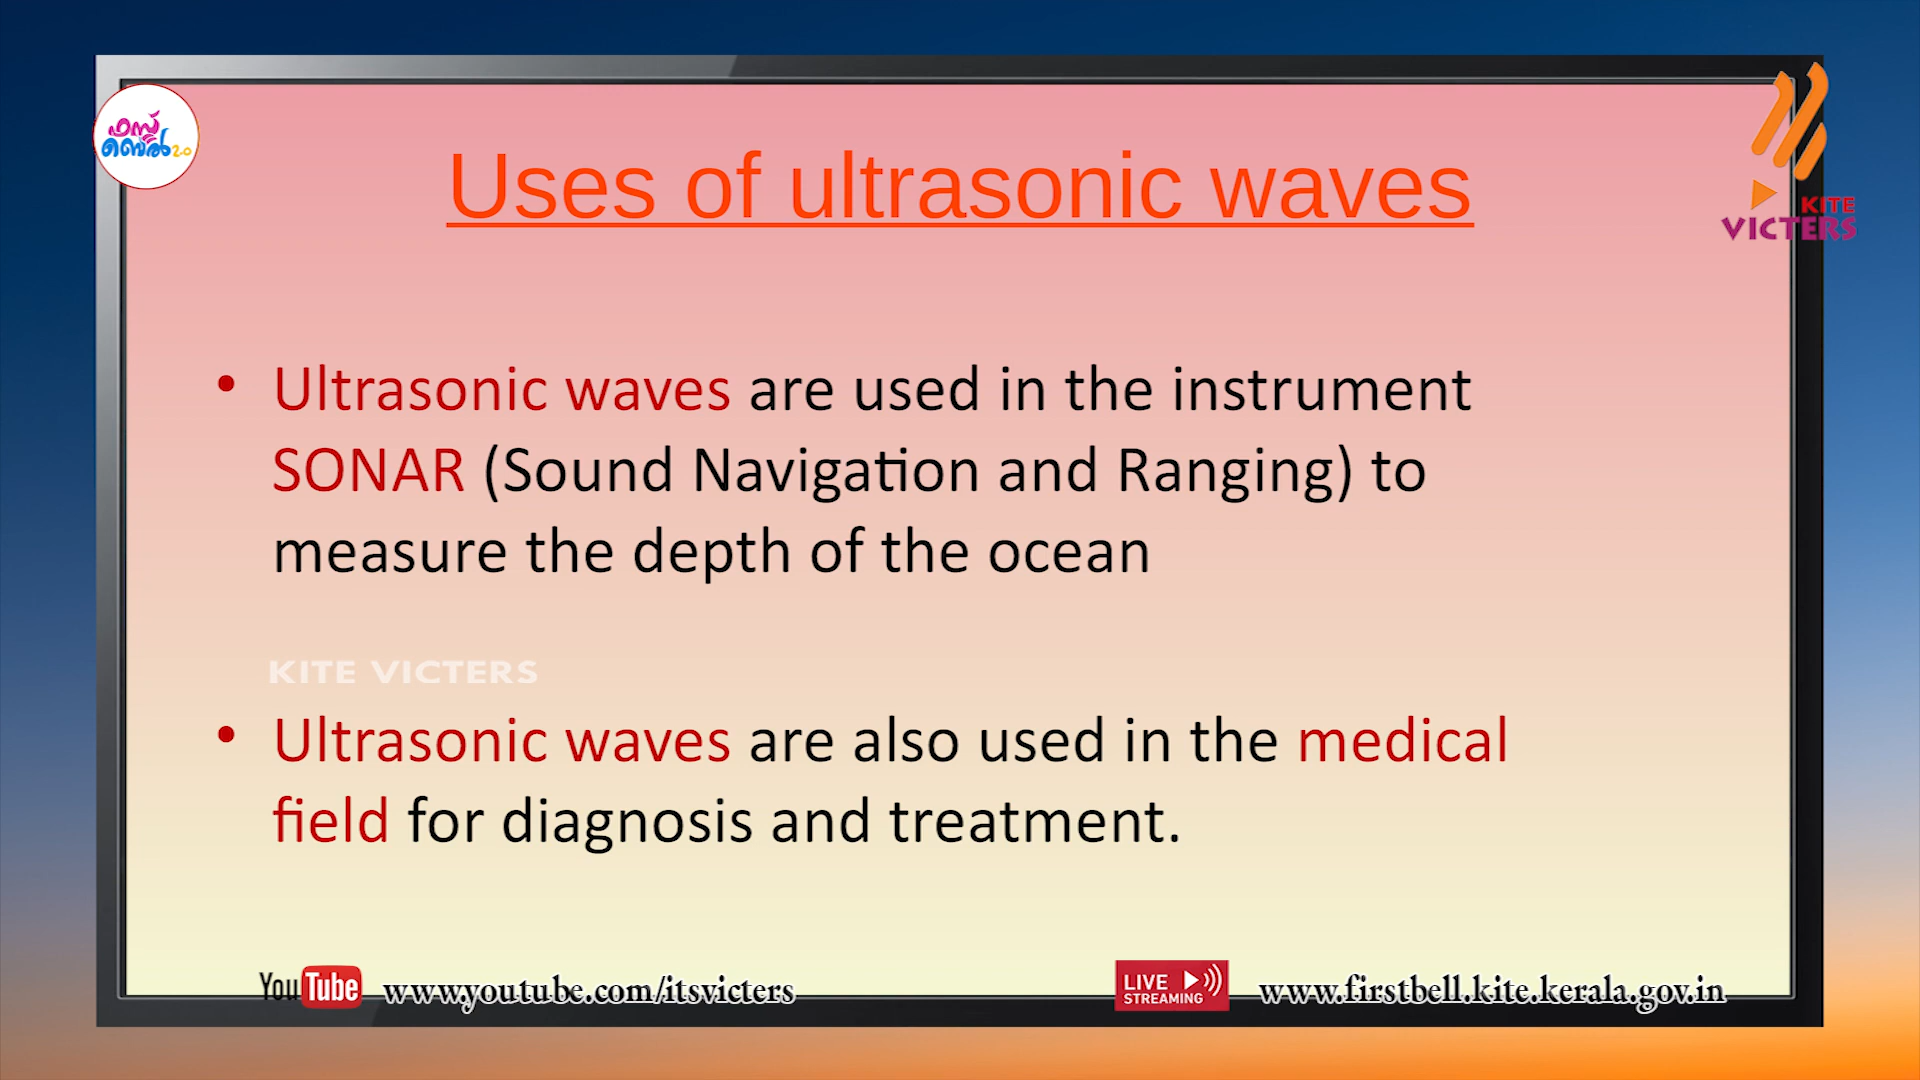 ഫസ്റ്റ്
ബെൽ 2.0
Uses of ultrasonic waves
KITE
VICTERS
• Ultrasonic waves are used in the instrument
SONAR (Sound Navigation and Ranging) to
measure the depth of the ocean
KITE VICTERS
• Ultrasonic waves are also used in the medical
field for diagnosis and treatment.
YouTube www.youtube.com/itsvicters
LIVE STREAMING www.firstbell.kite.kerala.gov.in